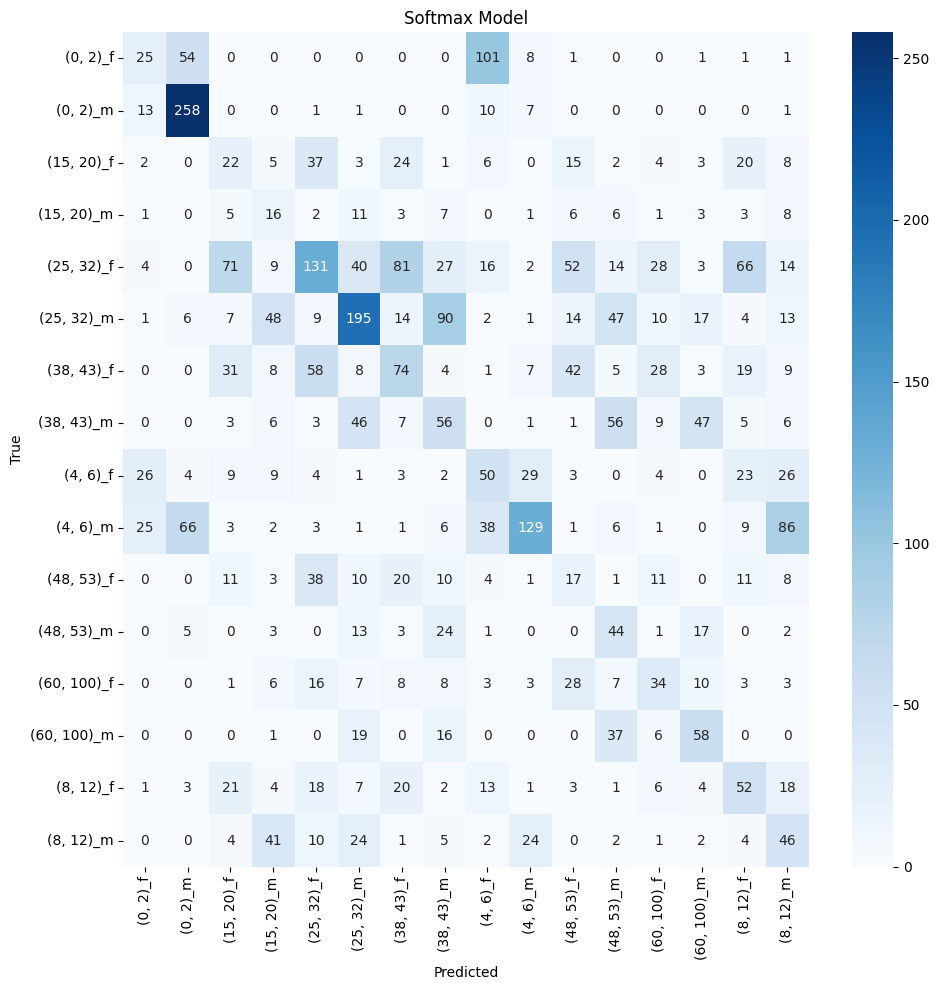 Softmax Model
(0, 2)_f 25 54 0 0 0 0 0 0 101 8 1 0 0 1 1 1
(0, 2)_m 13 258 0 0 1 1 0 0 10 7 0 0 0 0 0 1
(15, 20)_f 2 0 22 5 37 3 24 1 6 0 15 2 4 3 20 8
(15, 20)_m 1 0 5 16 2 11 3 7 0 1 6 6 1 3 3 8
(25, 32)_f 4 0 71 9 131 40 81 27 16 2 52 14 28 3 66 14
(25, 32)_m 1 6 7 48 9 195 14 90 2 1 14 47 10 17 4 13
(38, 43)_f 0 0 31 8 58 8 74 4 1 7 42 5 28 3 19 9
(38, 43)_m 0 0 3 6 3 46 7 56 0 1 1 56 9 47 5 6
(4, 6)_f 26 4 9 9 4 1 3 2 50 29 3 0 4 0 23 26
(4, 6)_m 25 66 3 2 3 1 1 6 38 129 1 6 1 0 9 86
(48, 53)_f 0 0 11 3 38 10 20 10 4 1 17 1 11 0 11 8
(48, 53)_m 0 5 0 3 0 13 3 24 1 0 0 44 1 17 0 2
(60, 100)_f 0 0 1 6 16 7 8 8 3 3 28 7 34 10 3 3
(60, 100)_m 0 0 0 1 0 19 0 16 0 0 0 37 6 58 0 0
(8, 12)_f 1 3 21 4 18 7 20 2 13 1 3 1 6 4 52 18
(8, 12)_m 0 0 4 41 10 24 1 5 2 24 0 2 1 2 4 46
True
(0, 2)_f (0, 2)_m (15, 20)_f (15, 20)_m (25, 32)_f (25, 32)_m (38, 43)_f (38, 43)_m (4, 6)_f (4, 6)_m (48, 53)_f (48, 53)_m (60, 100)_f (60, 100)_m (8, 12)_f (8, 12)_m
Predicted
250
200
150
100
50
0